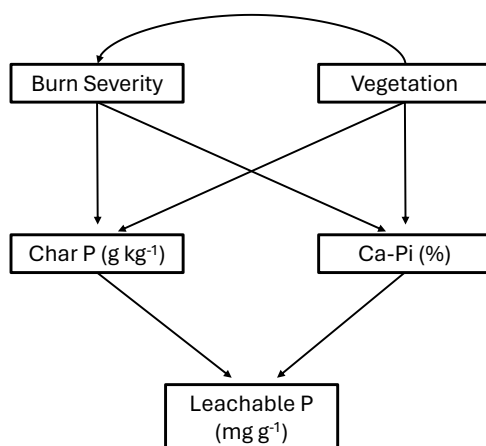 Burn Severity
Vegetation
Char P (g kg⁻¹)
Ca-Pi (%)
Leachable P
(mg g⁻¹)